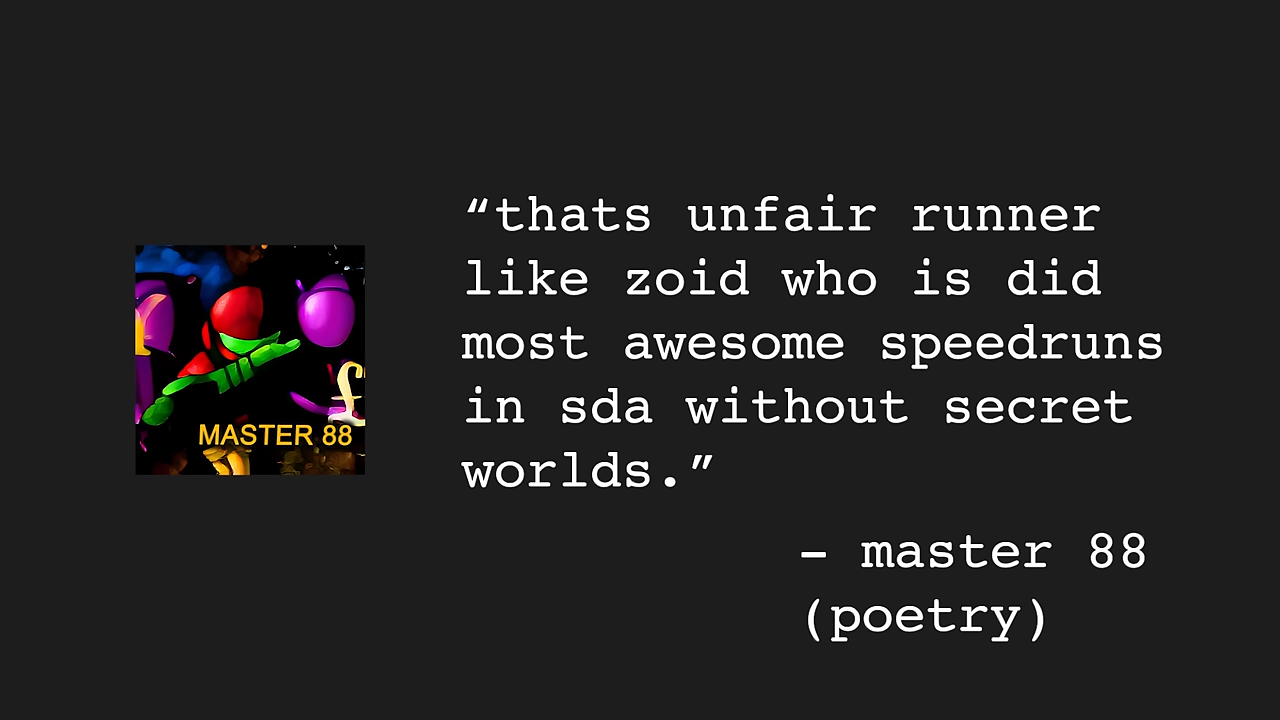 “thats unfair runner
like zoid who is did
most awesome speedruns
in sda without secret
worlds.”
MASTER 88
– master 88
(poetry)